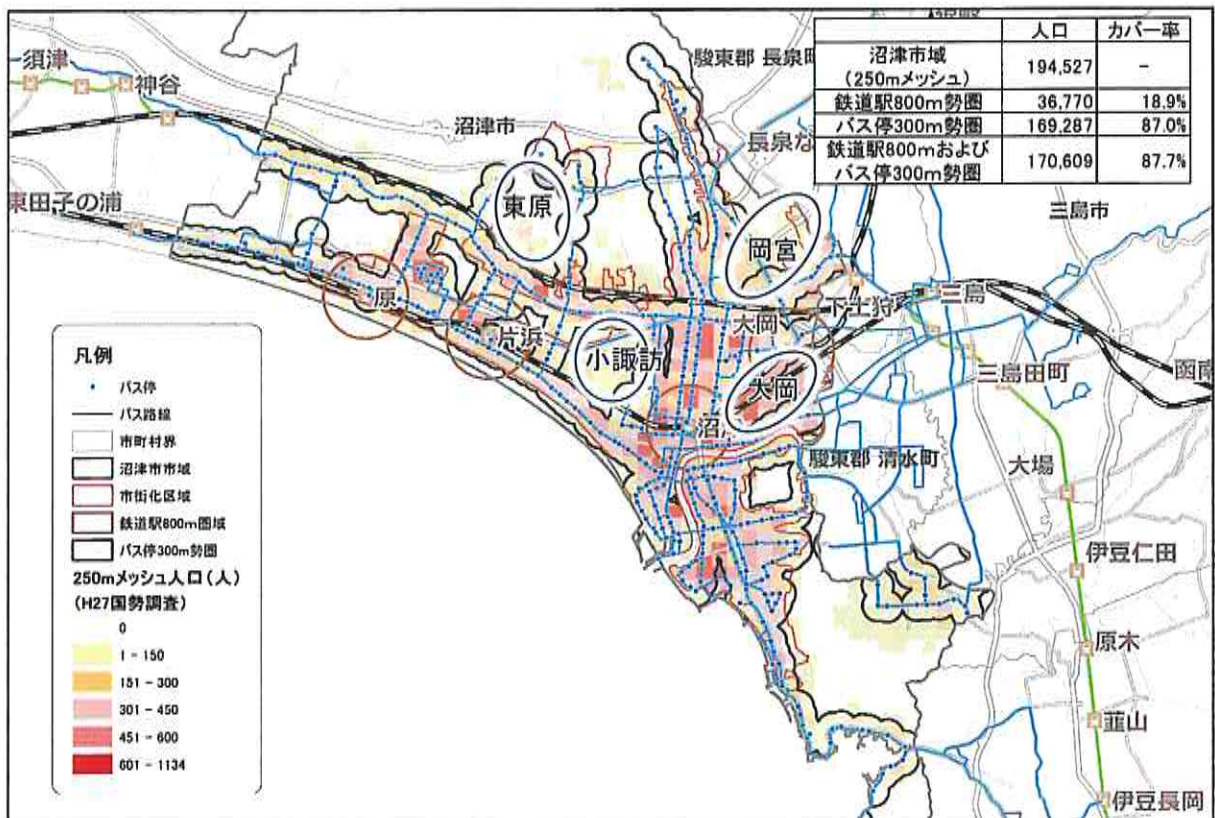 人口 カバー率
沼津市域
(250mメッシュ) 194,527 -
鉄道駅800m勢圏 36,770 18.9%
バス停300m勢圏 169,287 87.0%
鉄道駅800mおよび
バス停300m勢圏 170,609 87.7%
須津
神谷
沼津市
駿東郡 長泉町
長泉な
東田子の浦
東原
岡宮
三島市
原
片浜
小諏訪
大岡
下土狩
三島
大岡
沼
三島田町
函南
駿東郡 清水町
大場
伊豆仁田
原木
韮山
伊豆長岡
凡例
バス停
バス路線
市町村界
沼津市市域
市街化区域
鉄道駅800m圏域
バス停300m勢圏
250mメッシュ人口(人)
(H27国勢調査)
0
1 - 150
151 - 300
301 - 450
451 - 600
601 - 1134